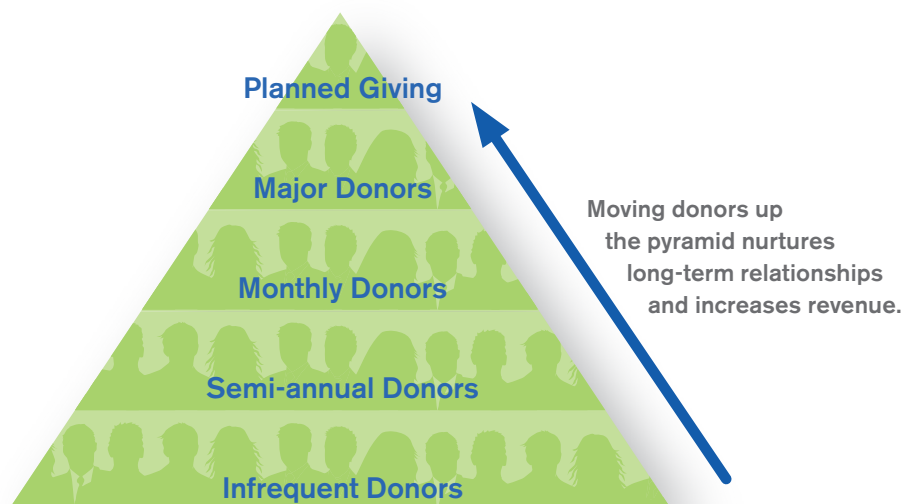 Planned Giving
Major Donors
Monthly Donors
Semi-annual Donors
Infrequent Donors
Moving donors up
the pyramid nurtures
long-term relationships
and increases revenue.